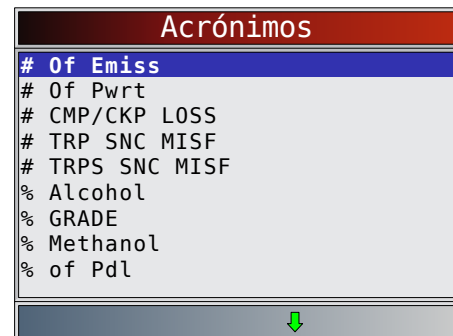 Acrónimos
# Of Emiss
# Of Pwrt
# CMP/CKP LOSS
# TRP SNC MISF
# TRPS SNC MISF
% Alcohol
% GRADE
% Methanol
% of Pdl